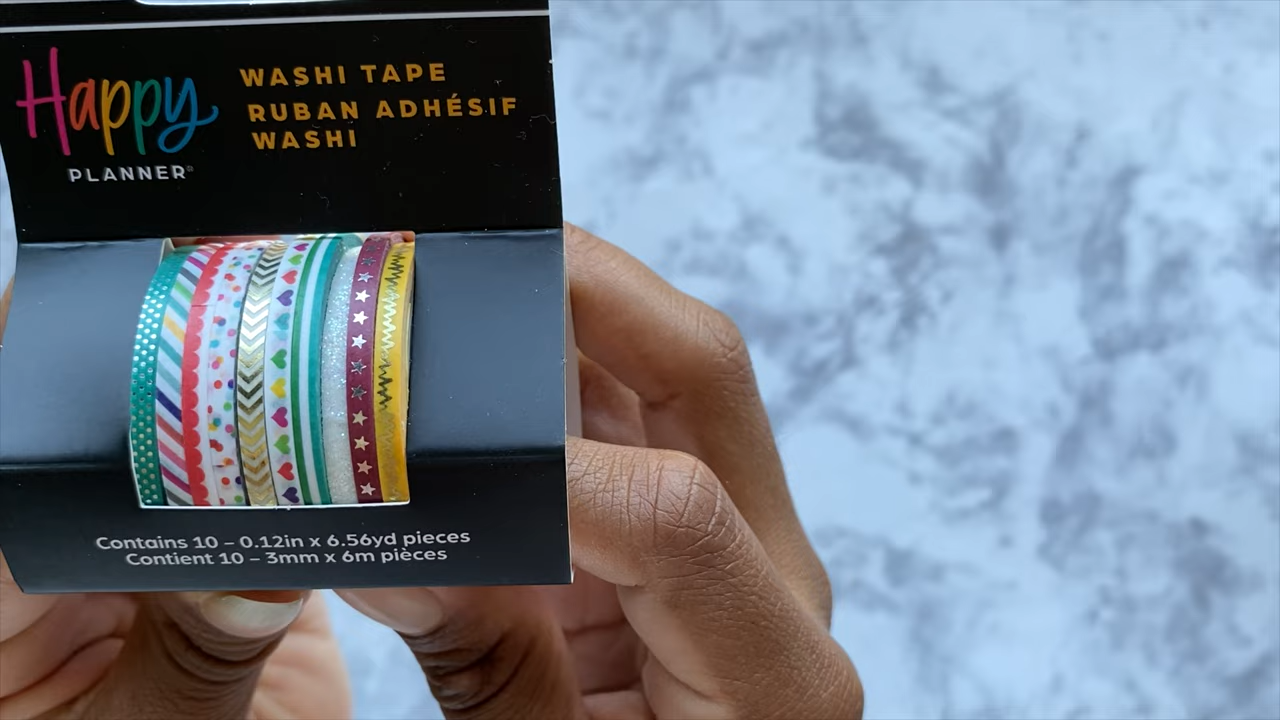 Happy
PLANNER®
WASHI TAPE
RUBAN ADHÉSIF
WASHI
Contains 10 – 0.12in x 6.56yd pieces
Contient 10 – 3mm x 6m pièces